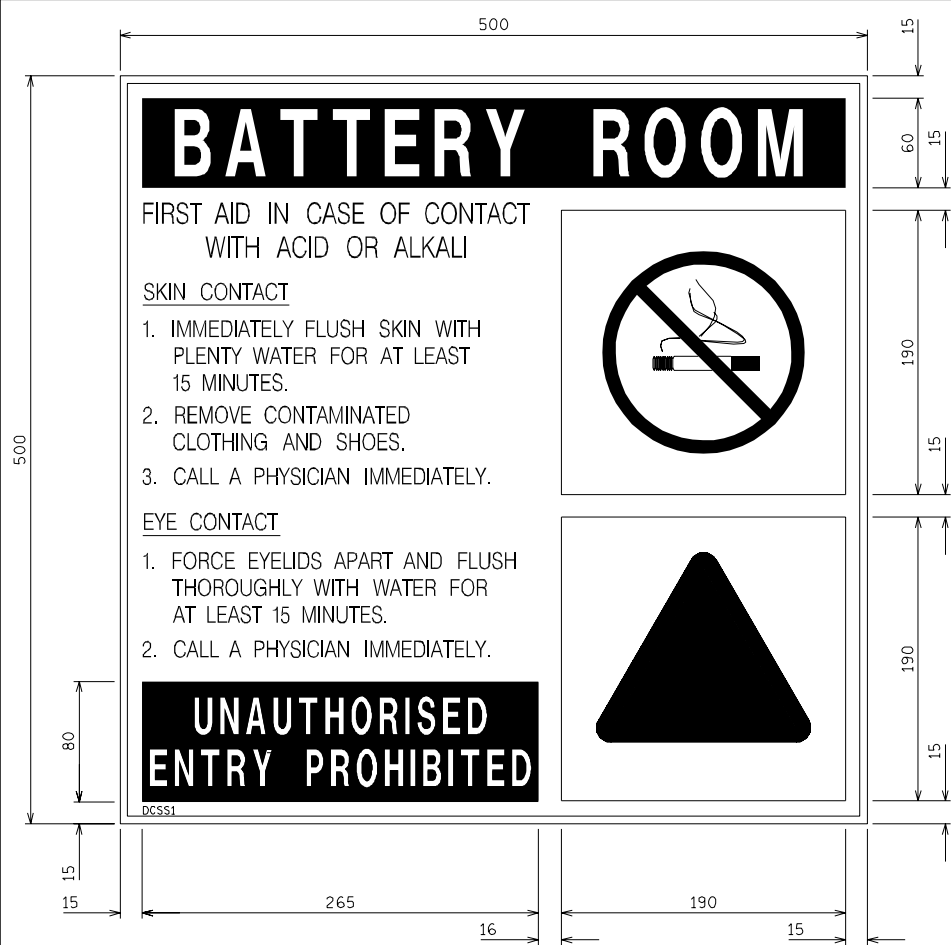 500
15
BATTERY ROOM
60
15
FIRST AID IN CASE OF CONTACT
WITH ACID OR ALKALI
SKIN CONTACT
1. IMMEDIATELY FLUSH SKIN WITH
PLENTY WATER FOR AT LEAST
15 MINUTES.
2. REMOVE CONTAMINATED
CLOTHING AND SHOES.
3. CALL A PHYSICIAN IMMEDIATELY.
190
15
500
EYE CONTACT
1. FORCE EYELIDS APART AND FLUSH
THOROUGHLY WITH WATER FOR
AT LEAST 15 MINUTES.
2. CALL A PHYSICIAN IMMEDIATELY.
190
15
80
UNAUTHORISED
ENTRY PROHIBITED
DCSS1
15
15
265
190
16
15